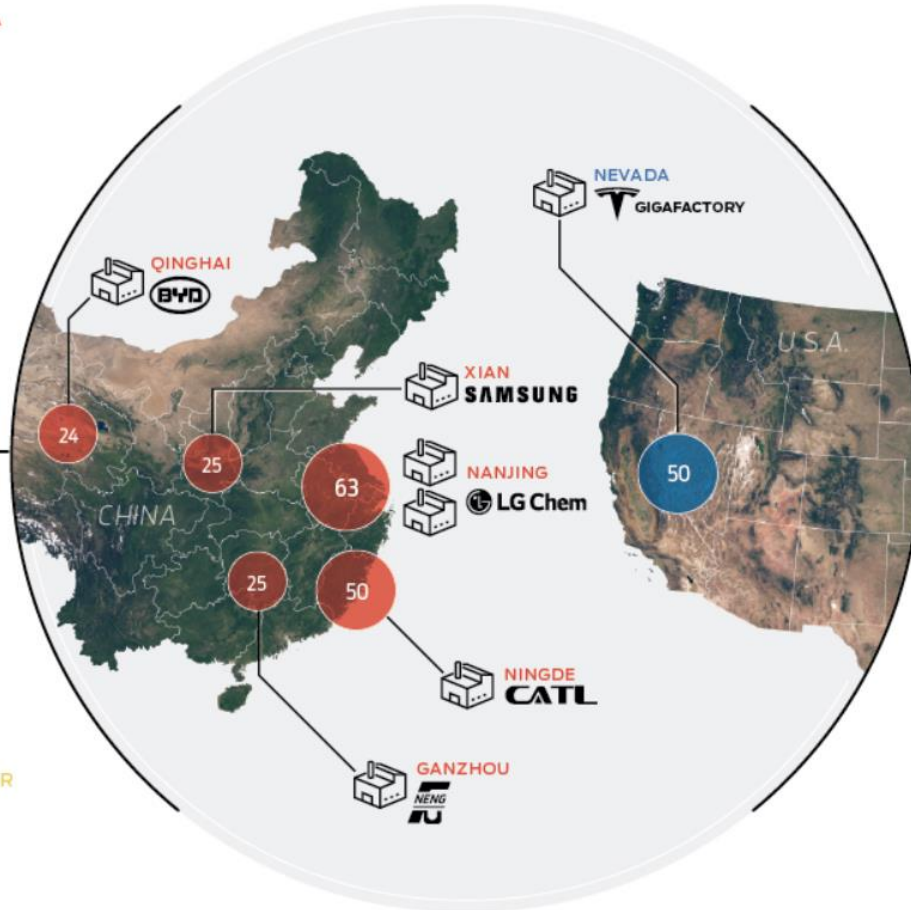 NEVADA
GIGAFACTORY
QINGHAI
BYD
U.S.A.
XIAN
SAMSUNG
24
25
63
NANJING
LG Chem
50
CHINA
25
50
NINGDE
CATL
GANZHOU
NENG
R